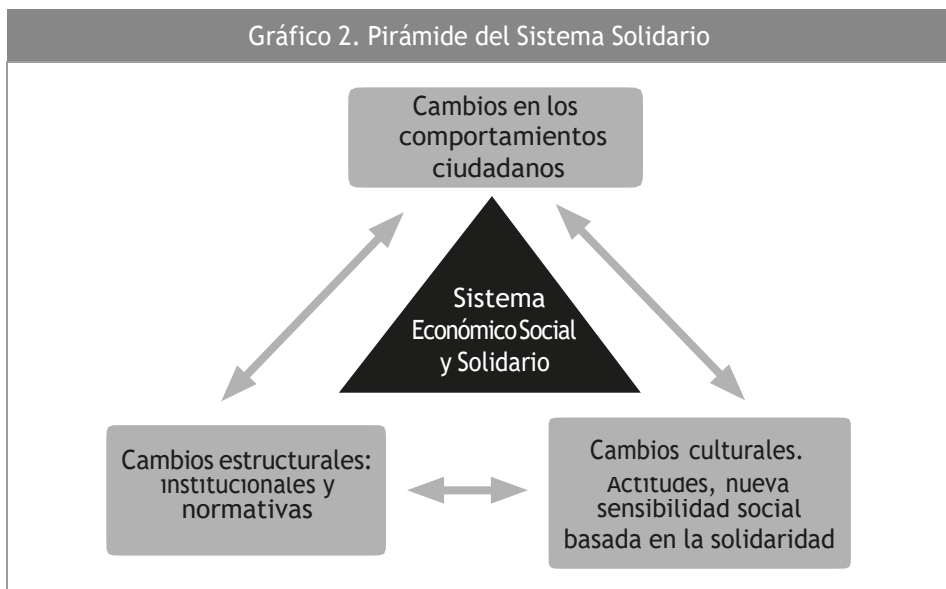 Gráfico 2. Pirámide del Sistema Solidario
Cambios en los
comportamientos
ciudadanos
Sistema
Económico Social
y Solidario
Cambios estructurales:
institucionales y
normativas
Cambios culturales.
Actitudes, nueva
sensibilidad social
basada en la solidaridad